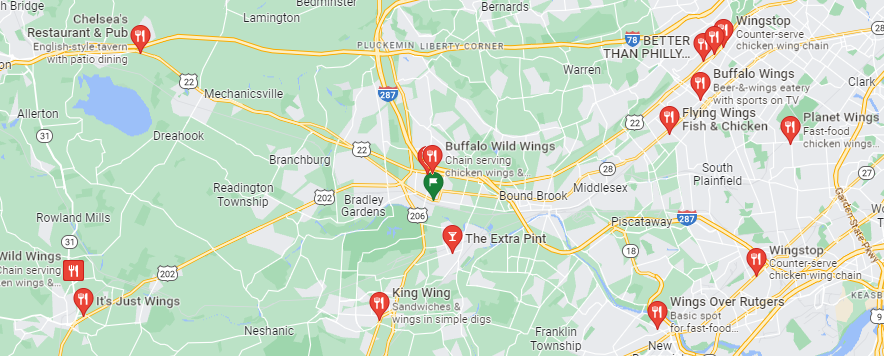 h Bridge
Bedminster
Lamington
Bernards
Chelsea's
Restaurant & Pub
English-style tavern
with patio dining
PLUCKEMIN LIBERTY CORNER
78
BETTER
THAN PHILLY...
Wingstop
Counter-serve
chicken wing chain
28
22
Mechanicsville
287
Warren
Buffalo Wings
Beer-&-wings eatery
with sports on TV
Clark
Allerton
31
Dreahook
22
22
Flying Wings
Fish & Chicken
Planet Wings
Fast-food
chicken wings...
Branchburg
Buffalo Wild Wings
Chain serving
chicken wings &...
28
South
Plainfield
27
Readington
Township
202
Bradley
Gardens
206
Bound Brook
Middlesex
Garden State Pkwy
Rowland Mills
31
Piscataway
287
The Extra Pint
18
Wild Wings
Chain serving
en wings &...
202
Wingstop
Counter-serve
chicken wing chain
It's Just Wings
King Wing
Sandwiches &
wings in simple digs
Wings Over Rutgers
Basic spot
for fast-food...
KEASB
9
Neshanic
Franklin
Township
New